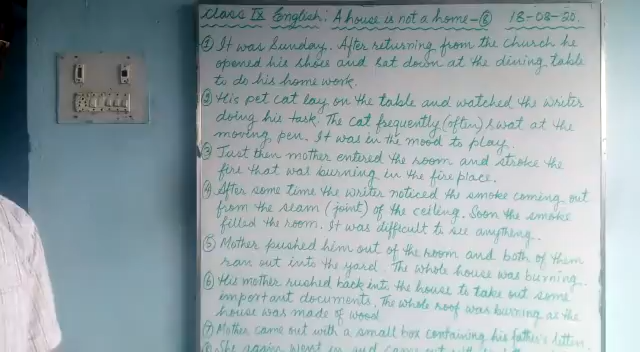 Class IX English: A house is not a home - ⑧ 18-08-20.
① It was Sunday. After returning from the church he
opened his shoes and sat down at the dining table
to do his home work.
② His pet cat lay on the table and watched the writer
doing his task. The cat frequently (often) swat at the
moving pen. It was in the mood to play.
③ Just then mother entered the room and stroke the
fire that was burning in the fire place.
④ After some time the writer noticed the smoke coming out
from the seam (joint) of the ceiling. Soon the smoke
filled the room. It was difficult to see anything.
⑤ Mother pushed him out of the room and both of them
ran out into the yard. The whole house was burning.
⑥ His mother rushed back into the house to take out some
important documents. The whole roof was burning as the
house was made of wood
⑦ Mother came out with a small box containing his father's letters.
She again went in and came out